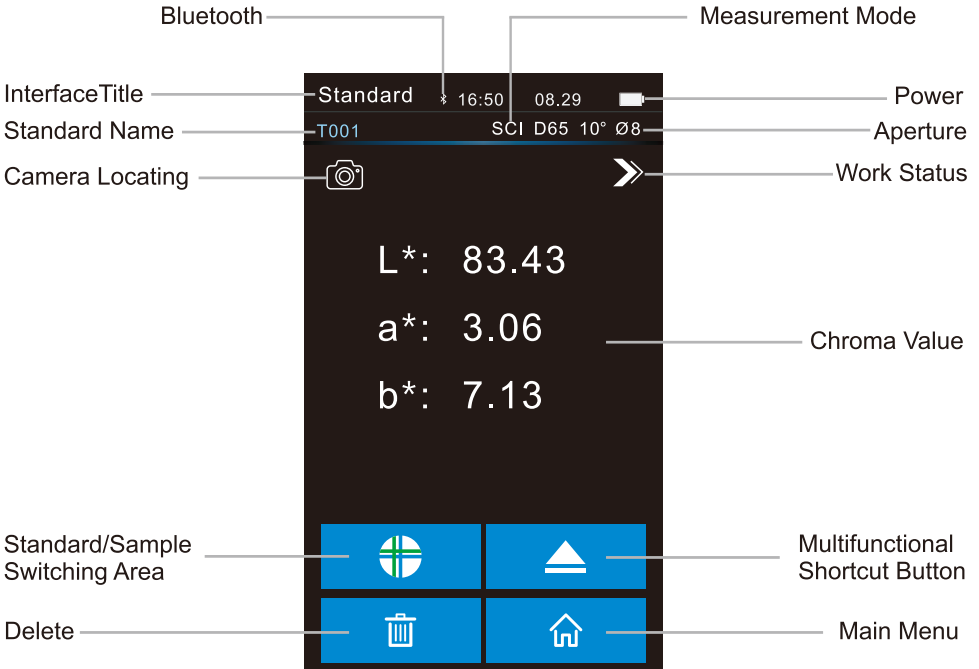 Bluetooth
Measurement Mode
InterfaceTitle
Standard 16:50 08.29
Power
Standard Name
T001 SCI D65 10° Ø8
Aperture
Camera Locating
Work Status
L*: 83.43
a*: 3.06
Chroma Value
b*: 7.13
Standard/Sample
Switching Area
Multifunctional
Shortcut Button
Delete
Main Menu